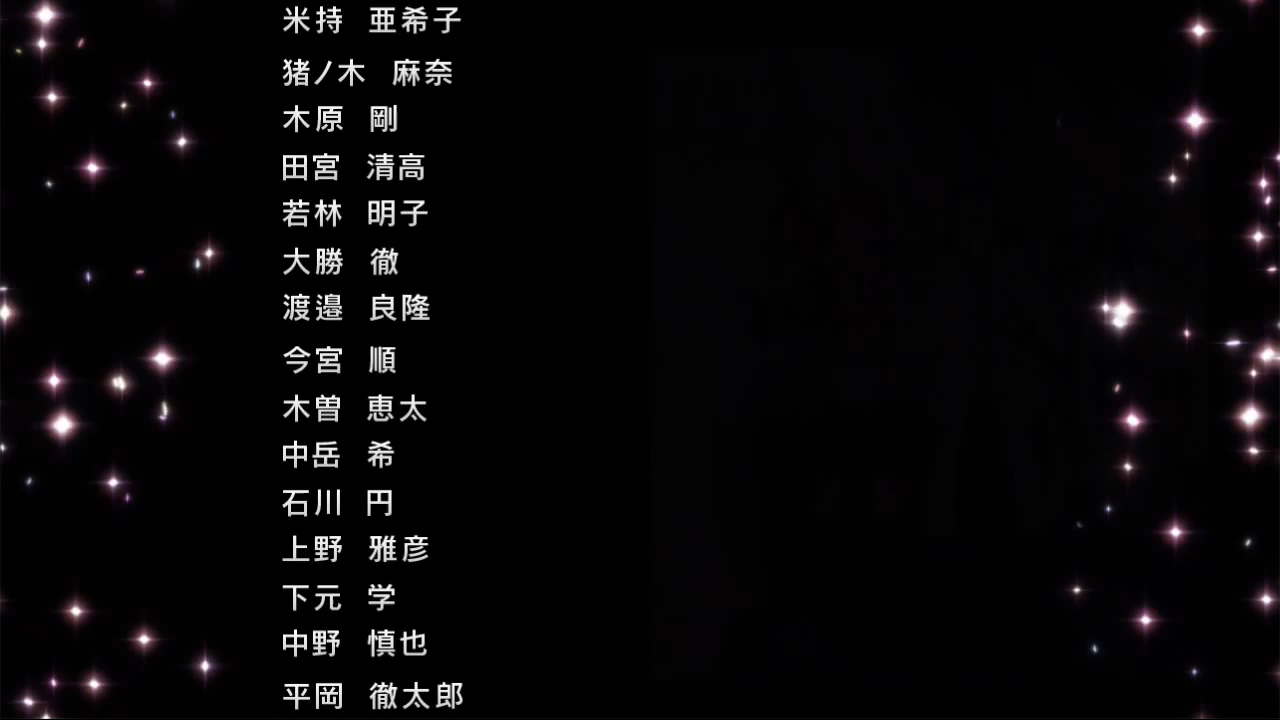 米持　亜希子
猪ノ木　麻奈
木原　剛
田宮　清高
若林　明子
大勝　徹
渡邉　良隆
今宮　順
木曽　恵太
中岳　希
石川　円
上野　雅彦
下元　学
中野　慎也
平岡　徹太郎